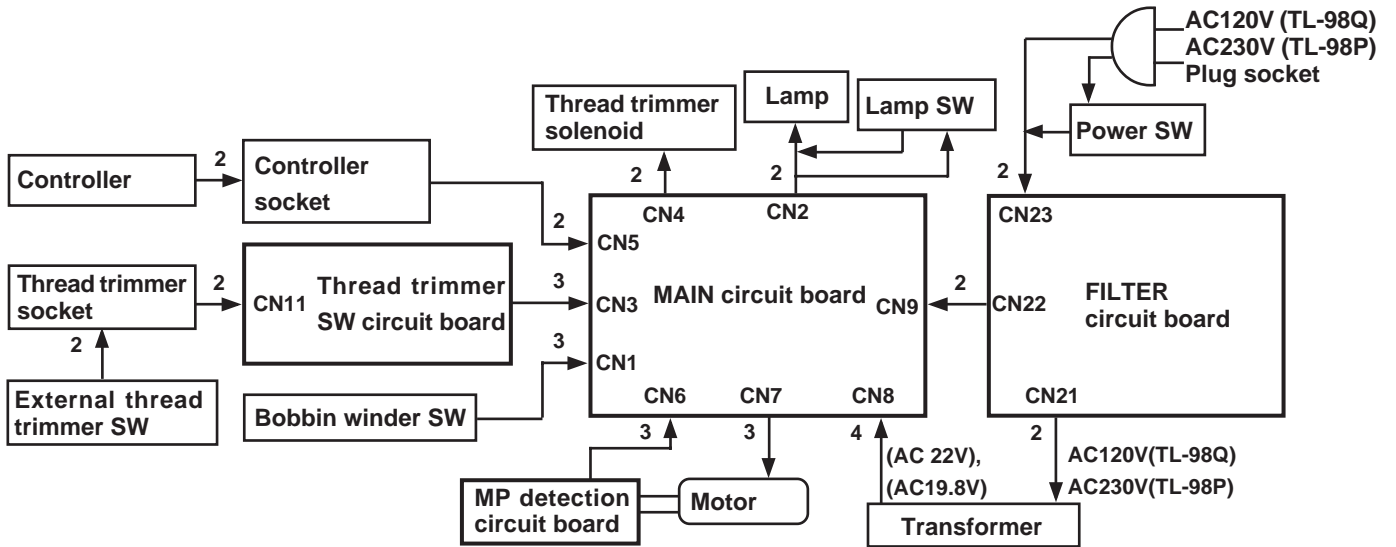 AC120V (TL-98Q)
AC230V (TL-98P)
Plug socket
Power SW
2
Lamp
Lamp SW
2
Thread trimmer
solenoid
2
Controller
2
Controller
socket
2
Thread trimmer
socket
2
CN11
Thread trimmer
SW circuit board
3
External thread
trimmer SW
2
Bobbin winder SW
3
CN4
CN2
CN5
CN3
CN1
MAIN circuit board
CN9
CN6
CN7
CN8
2
CN23
CN22
FILTER
circuit board
CN21
3
3
4
2
MP detection
circuit board
Motor
(AC 22V),
(AC19.8V)
AC120V(TL-98Q)
AC230V(TL-98P)
Transformer